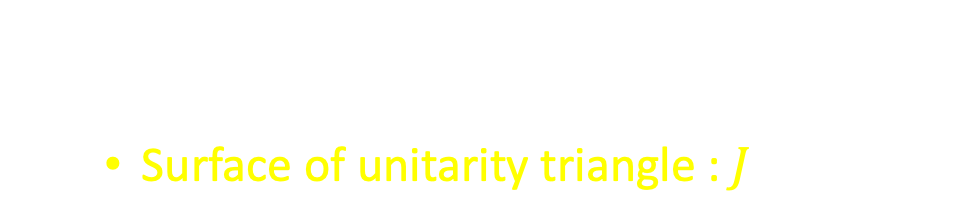 • Surface of unitarity triangle : J